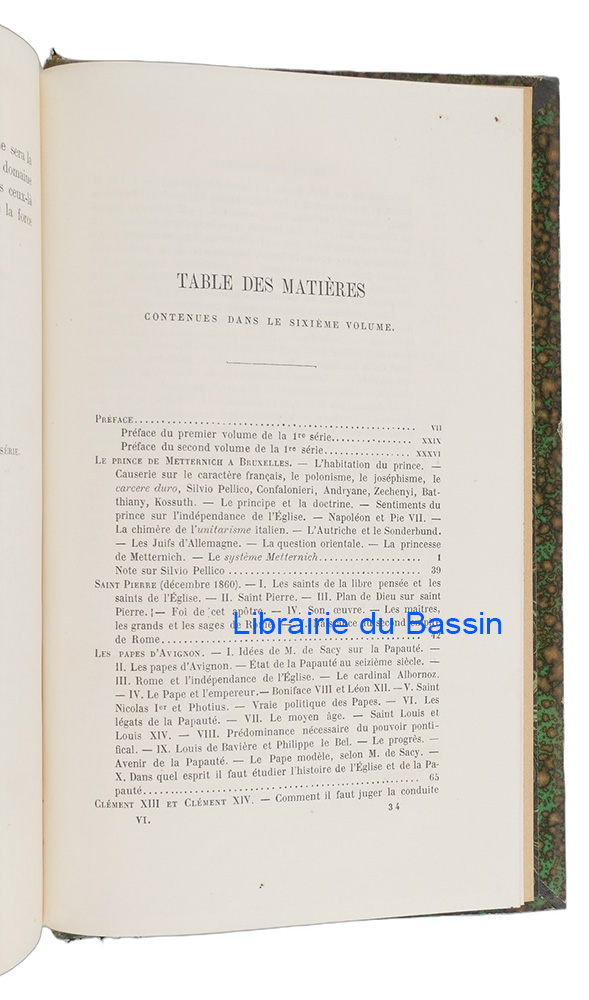 e sera la
domaine
s ceux-là
la force
SÉRIE.
TABLE DES MATIÈRES
CONTENUES DANS LE SIXIÈME VOLUME.
PRÉFACE................................................ VII
Préface du premier volume de la 1re série................ XXIX
Préface du second volume de la 1re série................ XXXVI
LE PRINCE DE METTERNICH A BRUXELLES. — L'habitation du prince. —
Causerie sur le caractère français, le polonisme, le joséphisme, le
carcere duro, Silvio Pellico, Confalonieri, Andryane, Zechenyi, Bat-
thiany, Kossuth. — Le principe et la doctrine. — Sentiments du
prince sur l'indépendance de l'Église. — Napoléon et Pie VII. —
La chimère de l'unitarisme italien. — L'Autriche et le Sonderbund.
— Les Juifs d'Allemagne. — La question orientale. — La princesse
de Metternich. — Le système Metternich.................... 1
Note sur Silvio Pellico.................................. 39
SAINT PIERRE (décembre 1860). — I. Les saints de la libre pensée et les
saints de l'Église. — II. Saint Pierre. — III. Plan de Dieu sur saint
Pierre. — Foi de cet apôtre. — IV. Son œuvre. — Les maîtres,
les grands et les sages de Rome. — au second
de Rome.................................................
Librairie du Bassin
LES PAPES D'AVIGNON. — I. Idées de M. de Sacy sur la Papauté. —
II. Les papes d'Avignon. — État de la Papauté au seizième siècle. —
III. Rome et l'indépendance de l'Église. — Le cardinal Albornoz.
— IV. Le Pape et l'empereur. — Boniface VIII et Léon XII. — V. Saint
Nicolas Ier et Photius. — Vraie politique des Papes. — VI. Les
légats de la Papauté. — VII. Le moyen âge. — Saint Louis et
Louis XIV. — VIII. Prédominance nécessaire du pouvoir ponti-
fical. — IX. Louis de Bavière et Philippe le Bel. — Le progrès. —
Avenir de la Papauté. — Le Pape modèle, selon M. de Sacy. —
X. Dans quel esprit il faut étudier l'histoire de l'Église et de la Pa-
pauté................................................... 65
CLÉMENT XIII ET CLÉMENT XIV. — Comment il faut juger la conduite
VI. 34